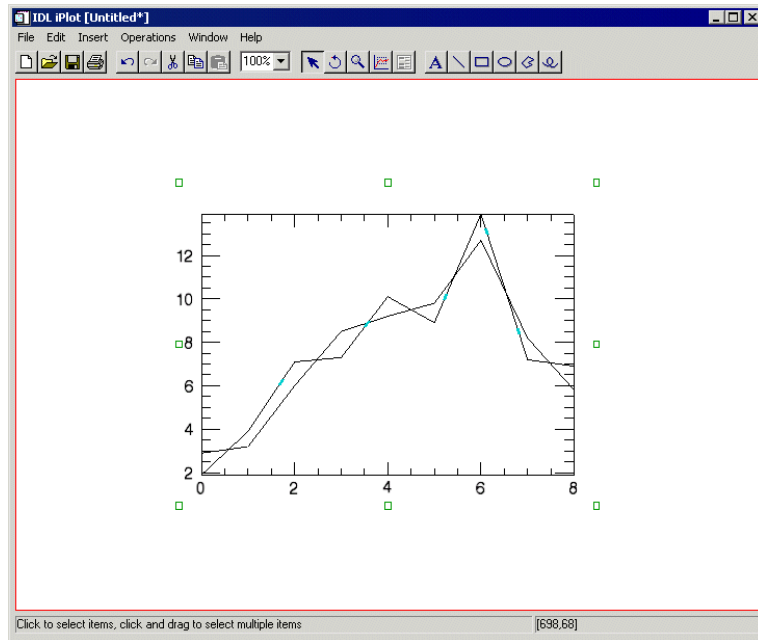 IDL iPlot [Untitled*]
File Edit Insert Operations Window Help
100%
A
12
10
8
6
4
2
0 2 4 6 8
Click to select items, click and drag to select multiple items [698,68]